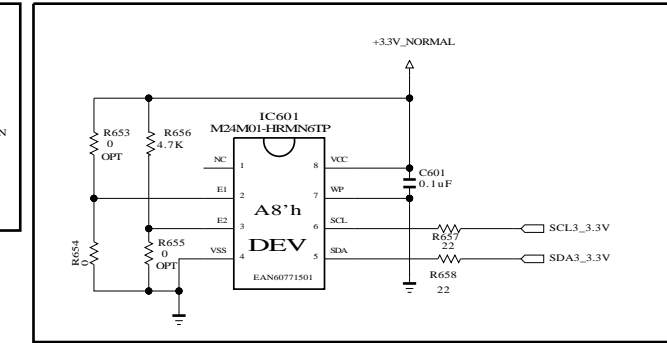 +3.3V_NORMAL
IC601
M24M01-HRMN6TP
R653
0
OPT
R656
4.7K
NC
1
8
VCC
C601
0.1uF
E1
2
7
WP
A8'h
E2
3
6
SCL
R657
22
SCL3_3.3V
R654
0
R655
0
OPT
DEV
VSS
4
5
SDA
R658
22
SDA3_3.3V
EAN60771501
N